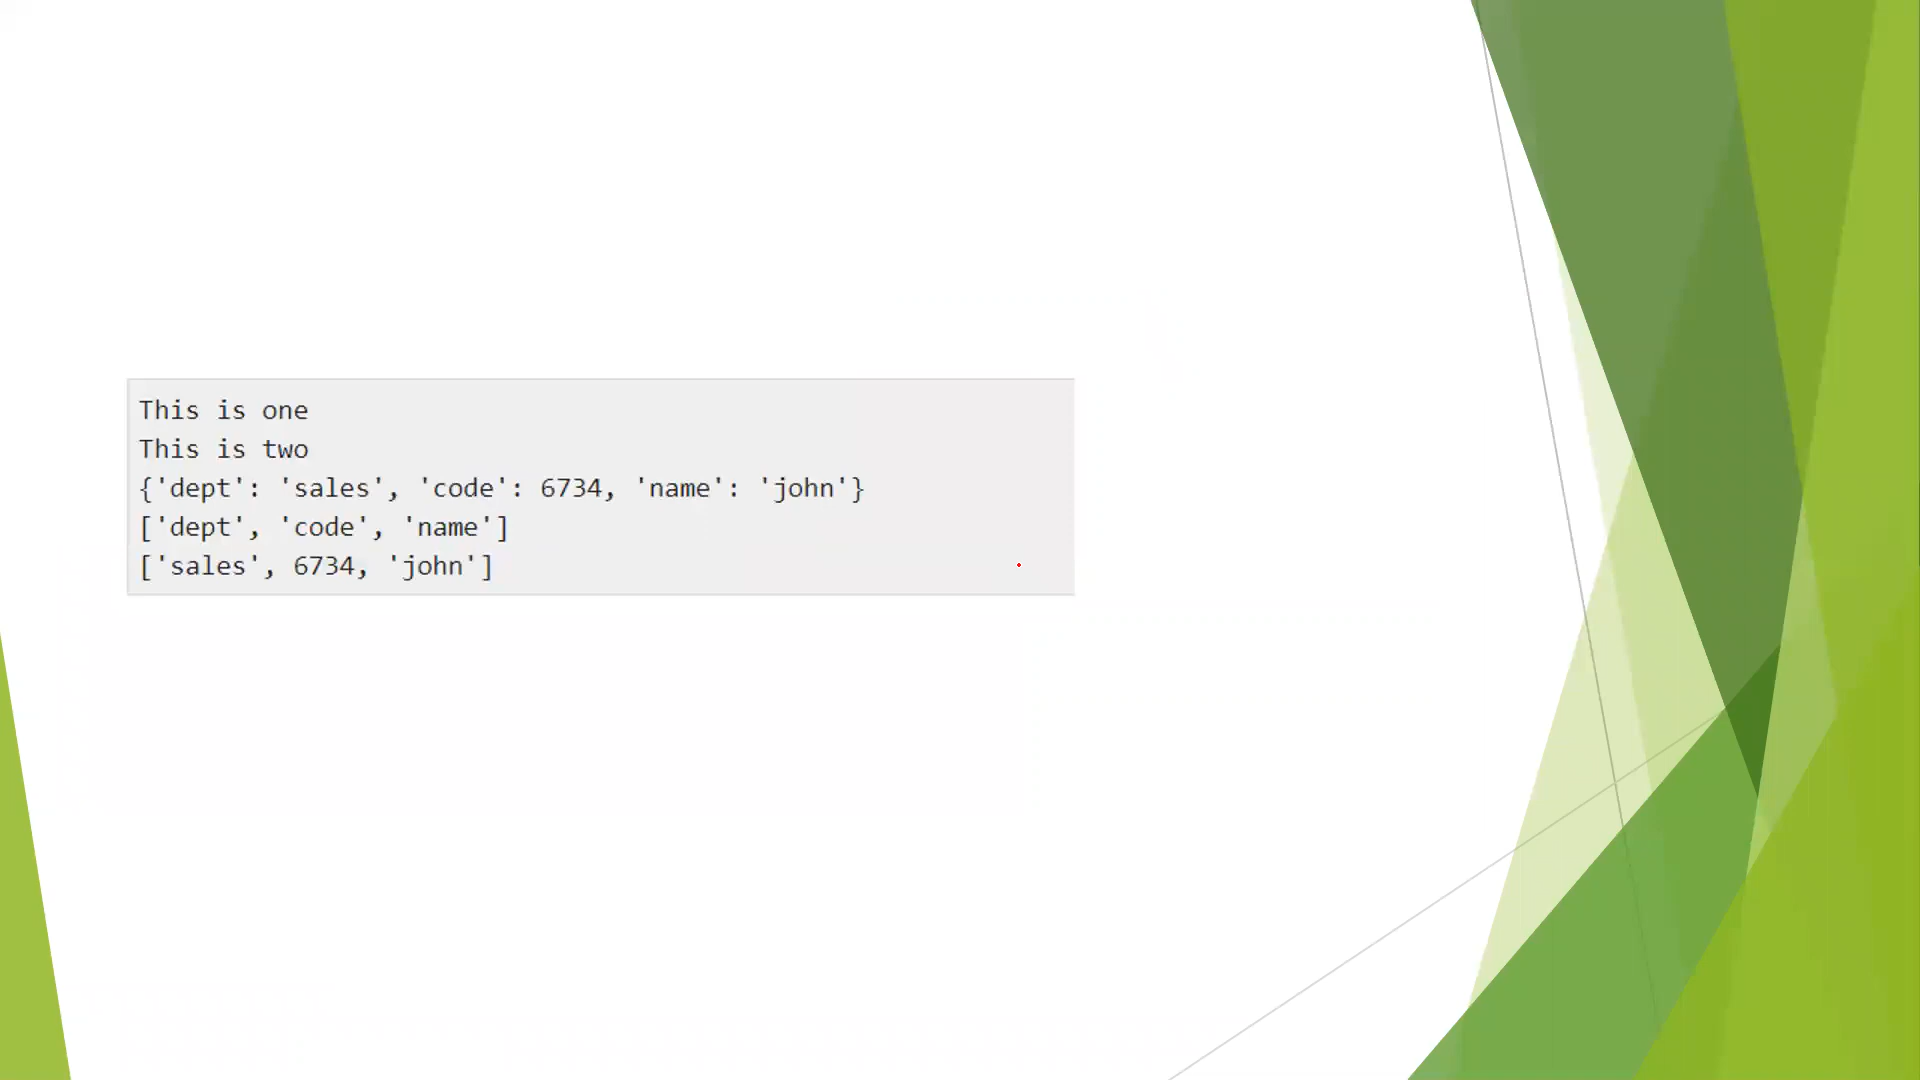 This is one
This is two
{'dept': 'sales', 'code': 6734, 'name': 'john'}
['dept', 'code', 'name']
['sales', 6734, 'john']